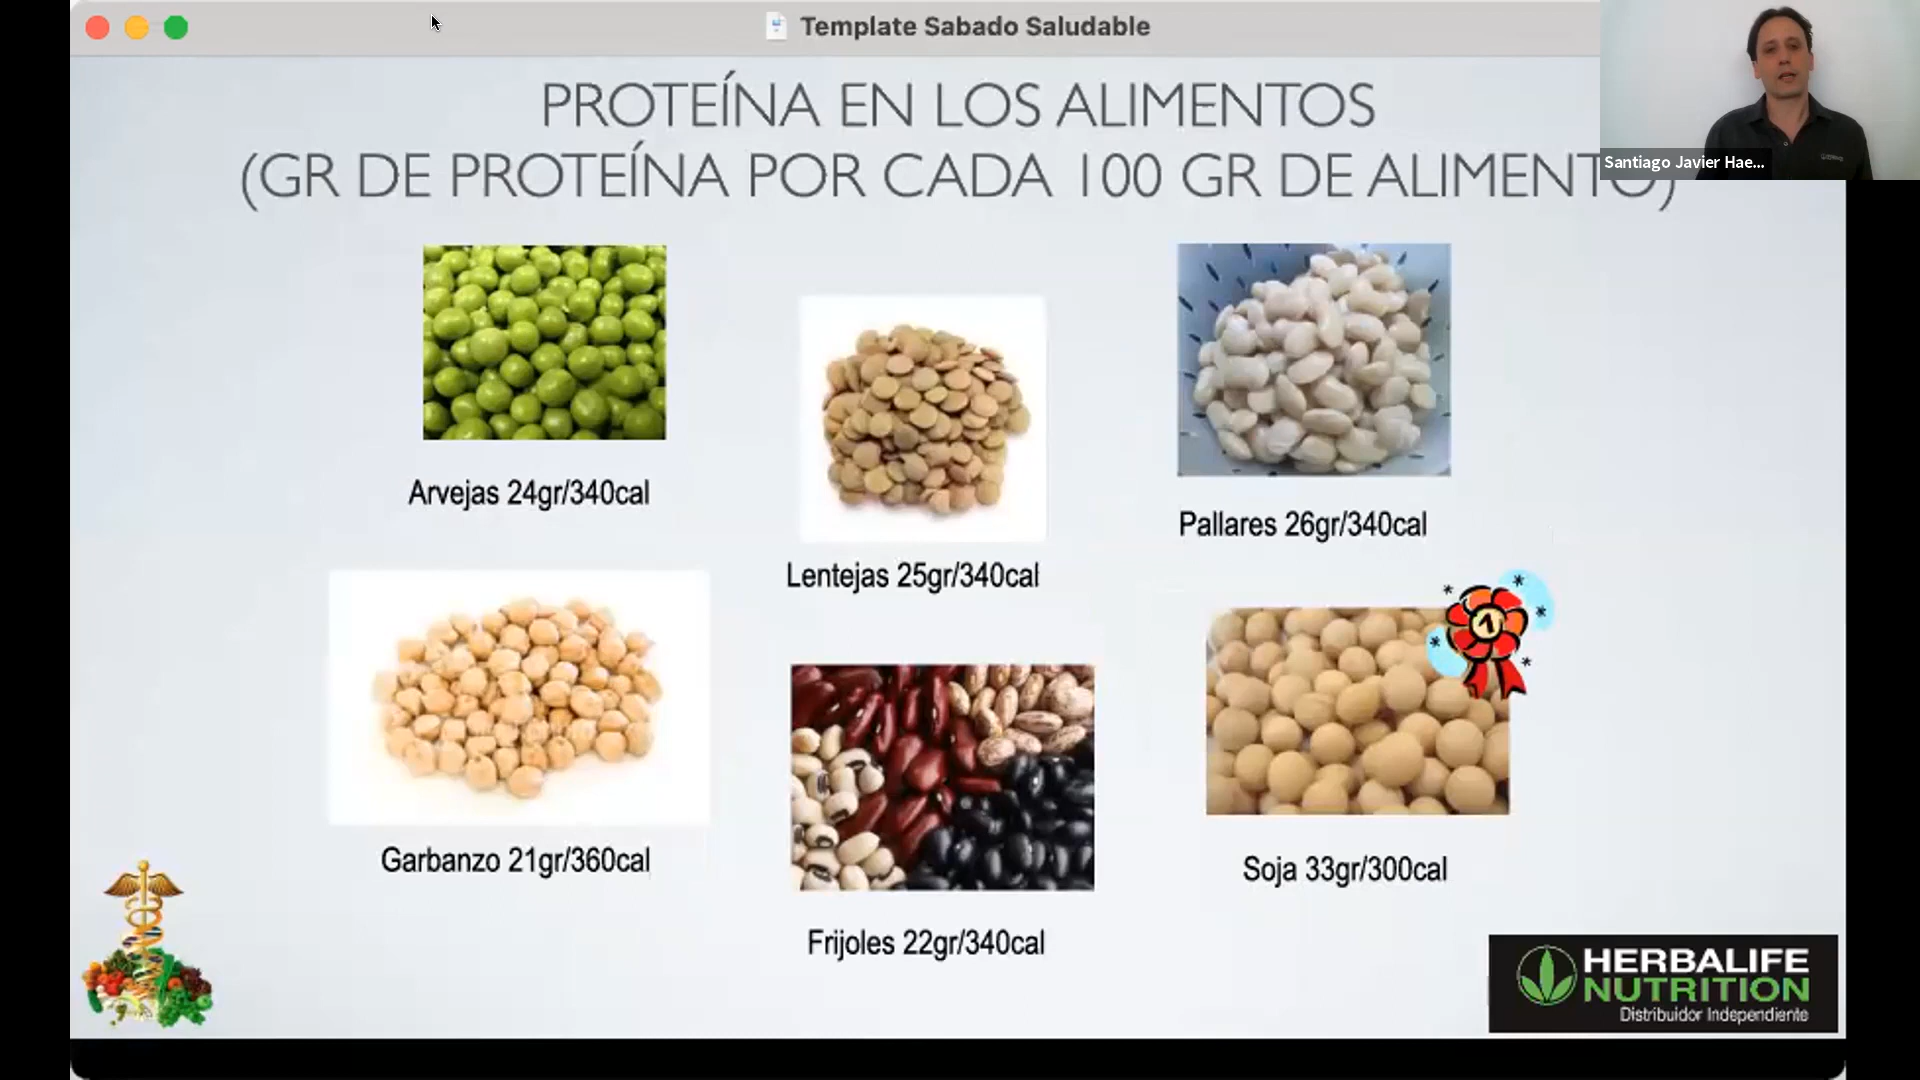 Template Sabado Saludable
Santiago Javier Hae...
PROTEÍNA EN LOS ALIMENTOS
(GR DE PROTEÍNA POR CADA 100 GR DE ALIMENTO)
Arvejas 24gr/340cal
Lentejas 25gr/340cal
Pallares 26gr/340cal
Garbanzo 21gr/360cal
Frijoles 22gr/340cal
1
Soja 33gr/300cal
HERBALIFE
NUTRITION
Distribuidor Independiente